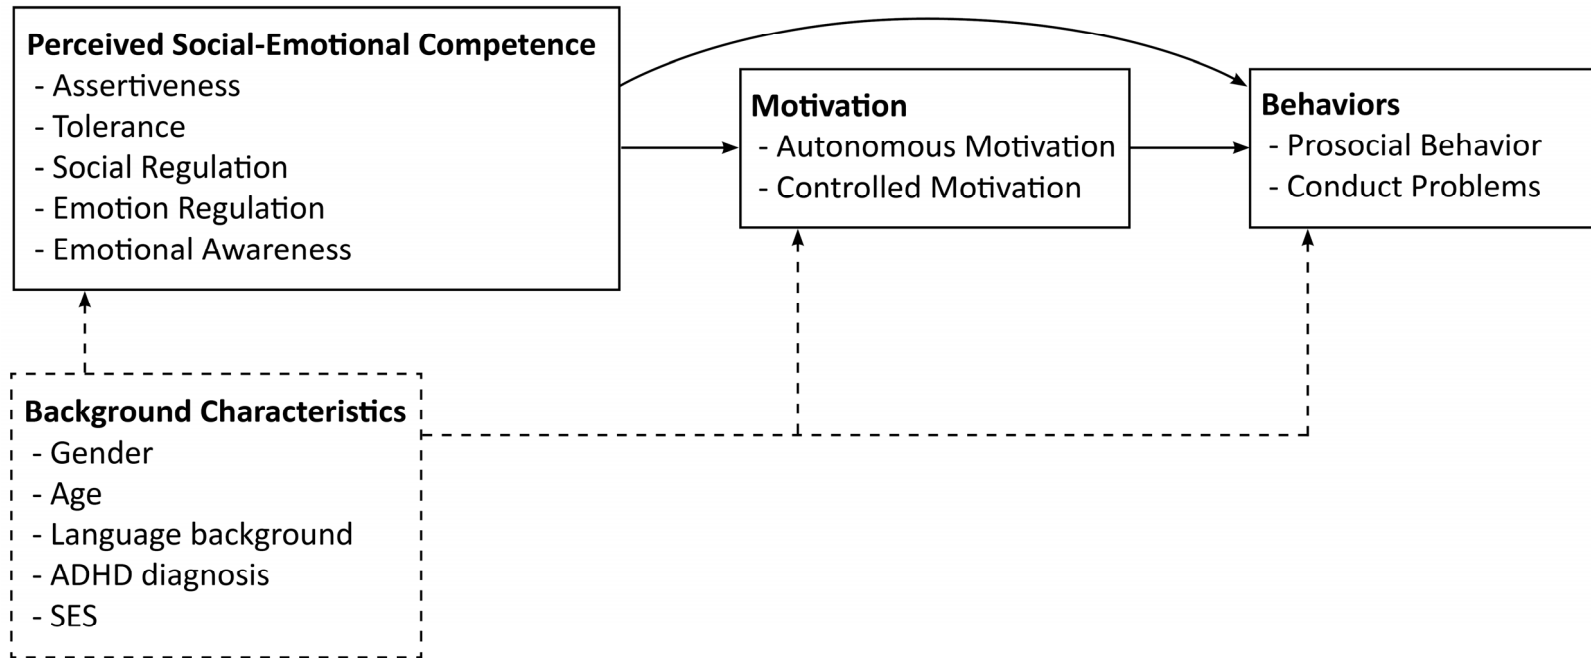 Perceived Social-Emotional Competence
- Assertiveness
- Tolerance
- Social Regulation
- Emotion Regulation
- Emotional Awareness
Motivation
- Autonomous Motivation
- Controlled Motivation
Behaviors
- Prosocial Behavior
- Conduct Problems
Background Characteristics
- Gender
- Age
- Language background
- ADHD diagnosis
- SES